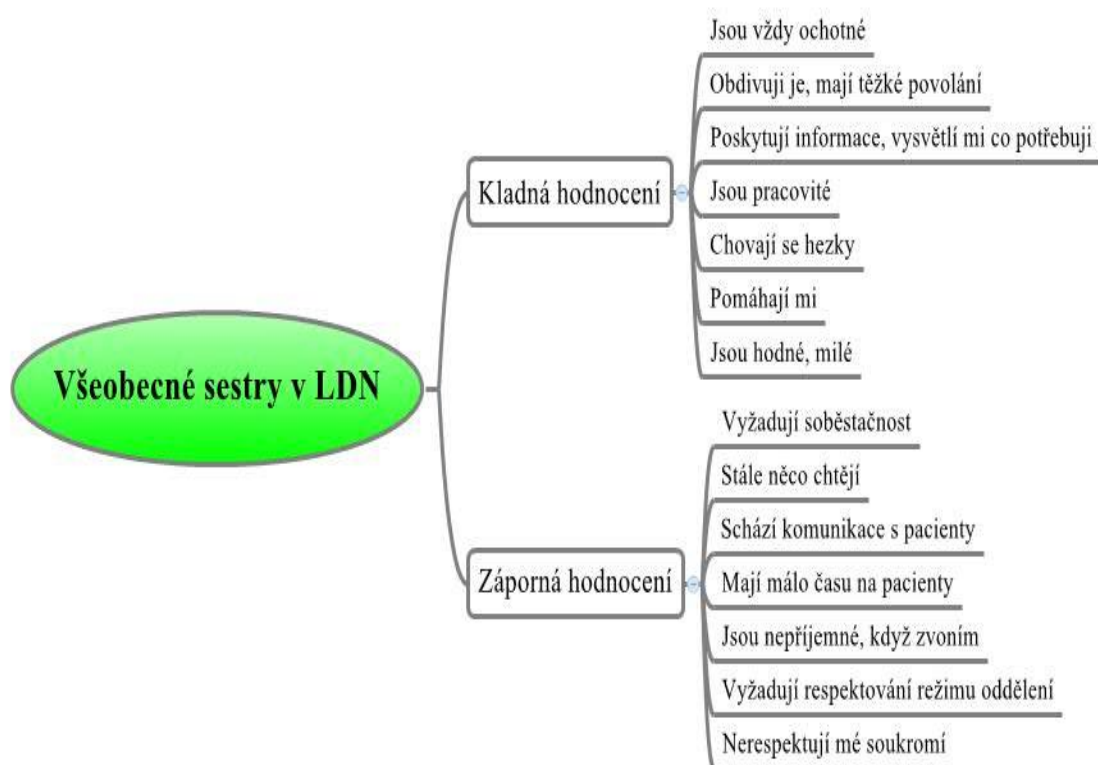 Všeobecné sestry v LDN
Kladná hodnocení
Jsou vždy ochotné
Obdivuji je, mají těžké povolání
Poskytují informace, vysvětlí mi co potřebuji
Jsou pracovité
Chovají se hezky
Pomáhají mi
Jsou hodné, milé
Záporná hodnocení
Vyžadují soběstačnost
Stále něco chtějí
Schází komunikace s pacienty
Mají málo času na pacienty
Jsou nepříjemné, když zvoním
Vyžadují respektování režimu oddělení
Nerespektují mé soukromí